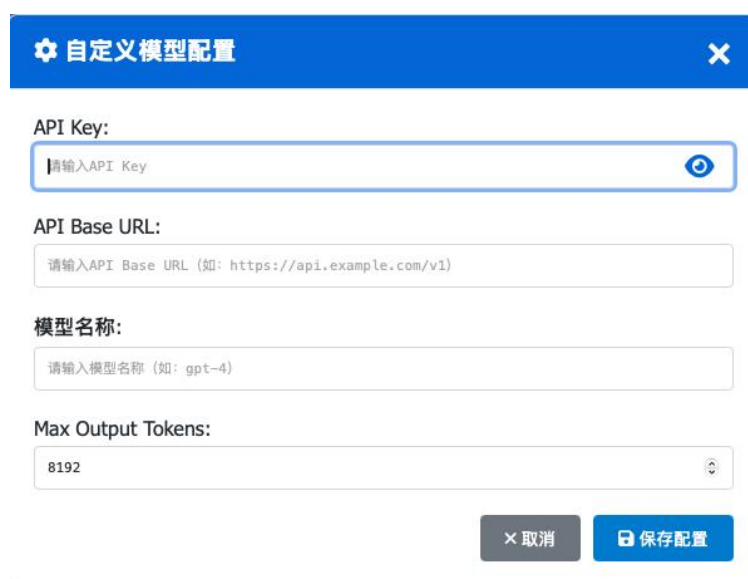 自定义模型配置
API Key:
请输入API Key
API Base URL:
请输入API Base URL（如：https://api.example.com/v1）
模型名称:
请输入模型名称（如：gpt-4）
Max Output Tokens:
8192
取消 保存配置